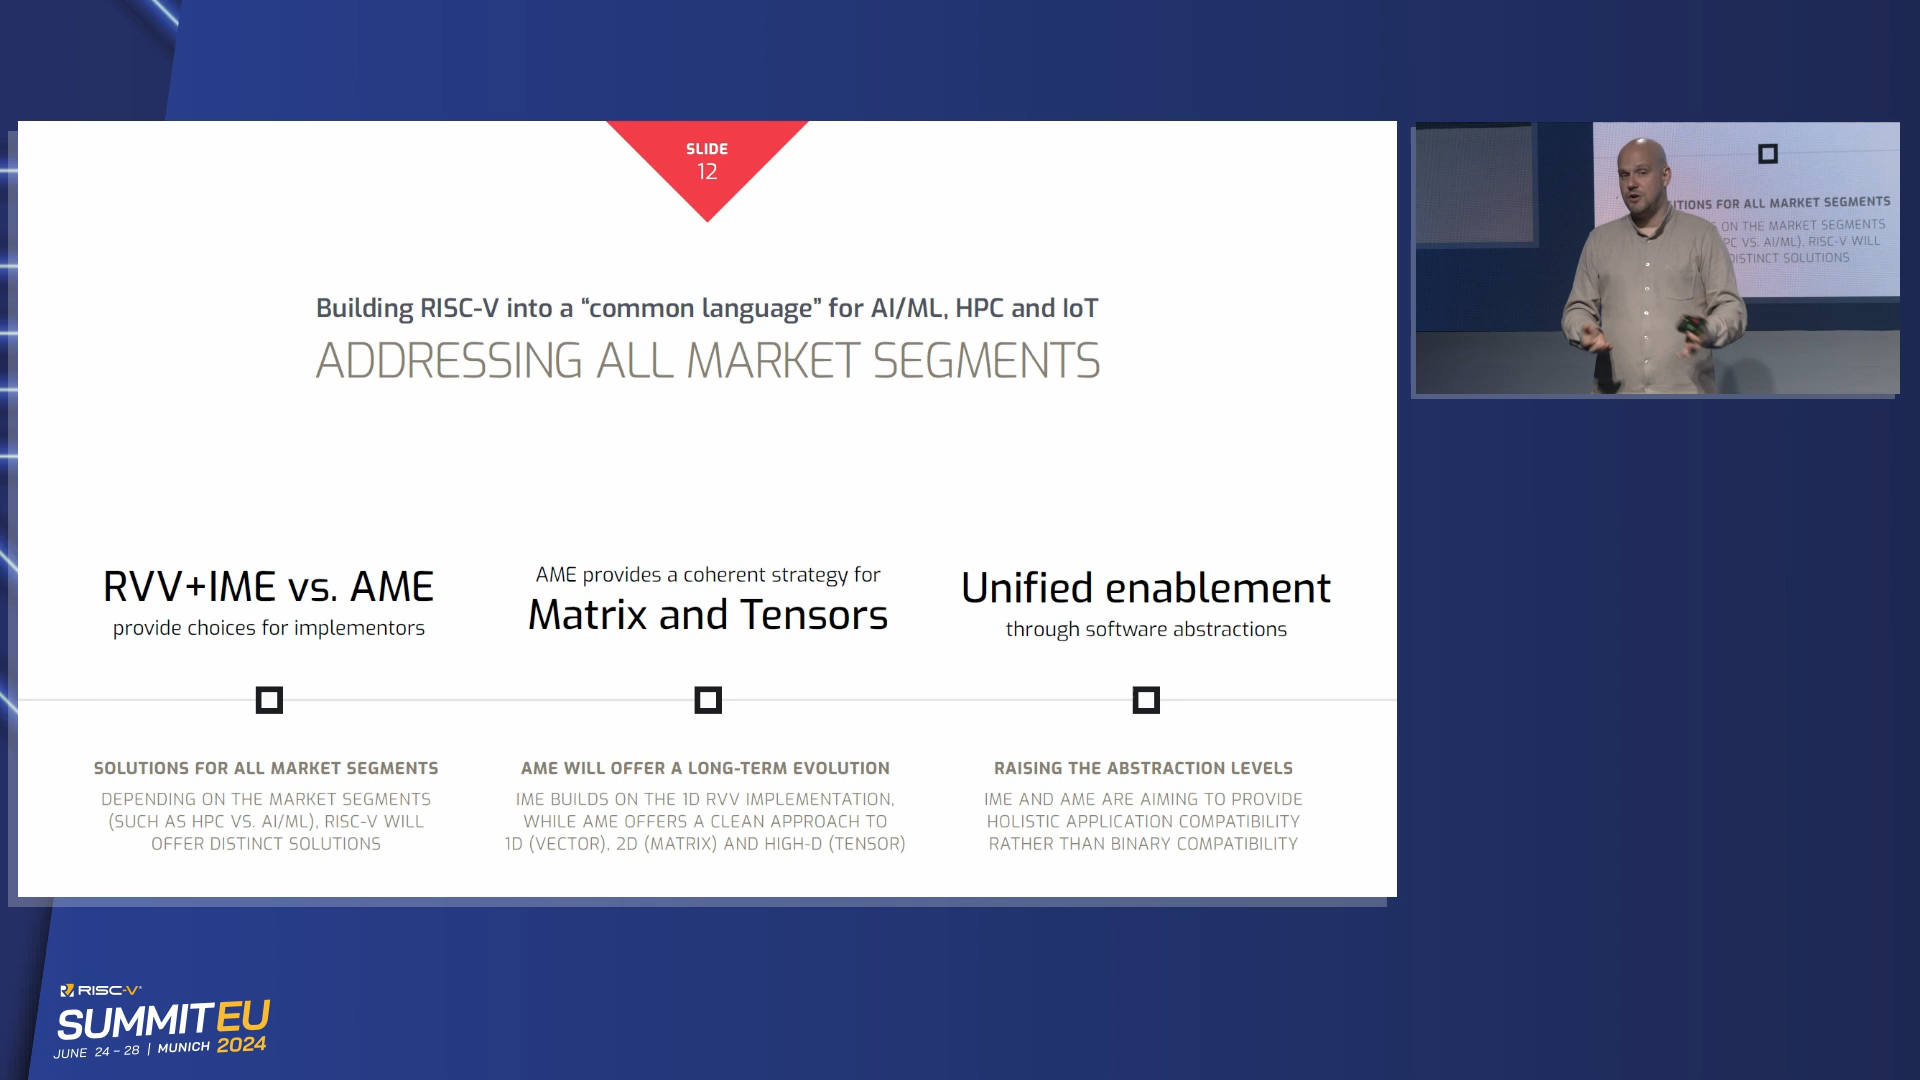 SLIDE
12
Building RISC-V into a “common language” for AI/ML, HPC and IoT
ADDRESSING ALL MARKET SEGMENTS
RVV+IME vs. AME
provide choices for implementors
AME provides a coherent strategy for
Matrix and Tensors
Unified enablement
through software abstractions
SOLUTIONS FOR ALL MARKET SEGMENTS
DEPENDING ON THE MARKET SEGMENTS
(SUCH AS HPC VS. AI/ML), RISC-V WILL
OFFER DISTINCT SOLUTIONS
AME WILL OFFER A LONG-TERM EVOLUTION
IME BUILDS ON THE 1D RVV IMPLEMENTATION,
WHILE AME OFFERS A CLEAN APPROACH TO
1D (VECTOR), 2D (MATRIX) AND HIGH-D (TENSOR)
RAISING THE ABSTRACTION LEVELS
IME AND AME ARE AIMING TO PROVIDE
HOLISTIC APPLICATION COMPATIBILITY
RATHER THAN BINARY COMPATIBILITY
FOR ALL MARKET SEGMENTS
ON THE MARKET SEGMENTS
VS. AI/ML), RISC-V WILL
DISTINCT SOLUTIONS
RISC-V
SUMMIT EU
JUNE 24 – 28 | MUNICH 2024